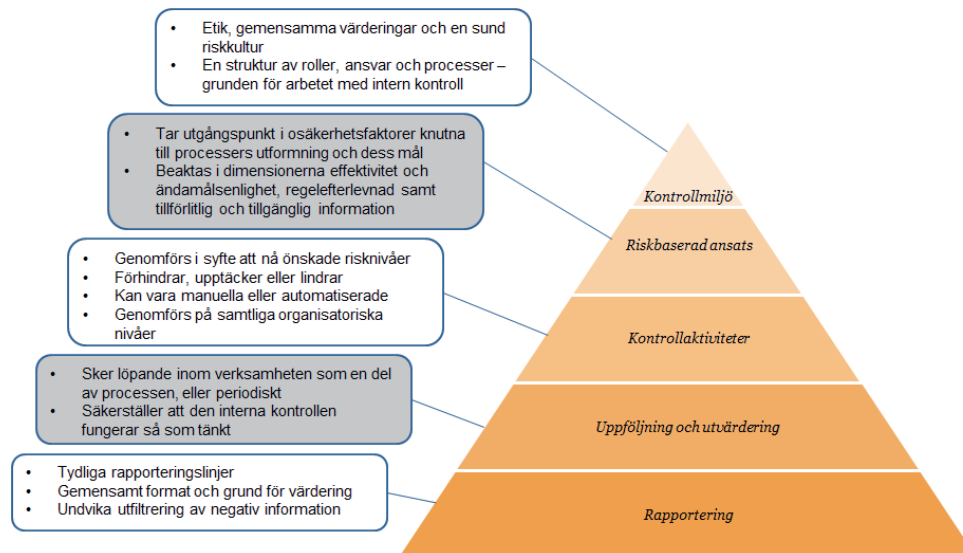 • Etik, gemensamma värderingar och en sund
riskkultur
• En struktur av roller, ansvar och processer –
grunden för arbetet med intern kontroll
• Tar utgångspunkt i osäkerhetsfaktorer knutna
till processers utformning och dess mål
• Beaktas i dimensionerna effektivitet och
ändamålsenlighet, regelefterlevnad samt
tillförlitlig och tillgänglig information
• Genomförs i syfte att nå önskade risknivåer
• Förhindrar, upptäcker eller lindrar
• Kan vara manuella eller automatiserade
• Genomförs på samtliga organisatoriska
nivåer
• Sker löpande inom verksamheten som en del
av processen, eller periodiskt
• Säkerställer att den interna kontrollen
fungerar så som tänkt
• Tydliga rapporteringslinjer
• Gemensamt format och grund för värdering
• Undvika utfiltrering av negativ information
Kontrollmiljö
Riskbaserad ansats
Kontrollaktiviteter
Uppföljning och utvärdering
Rapportering